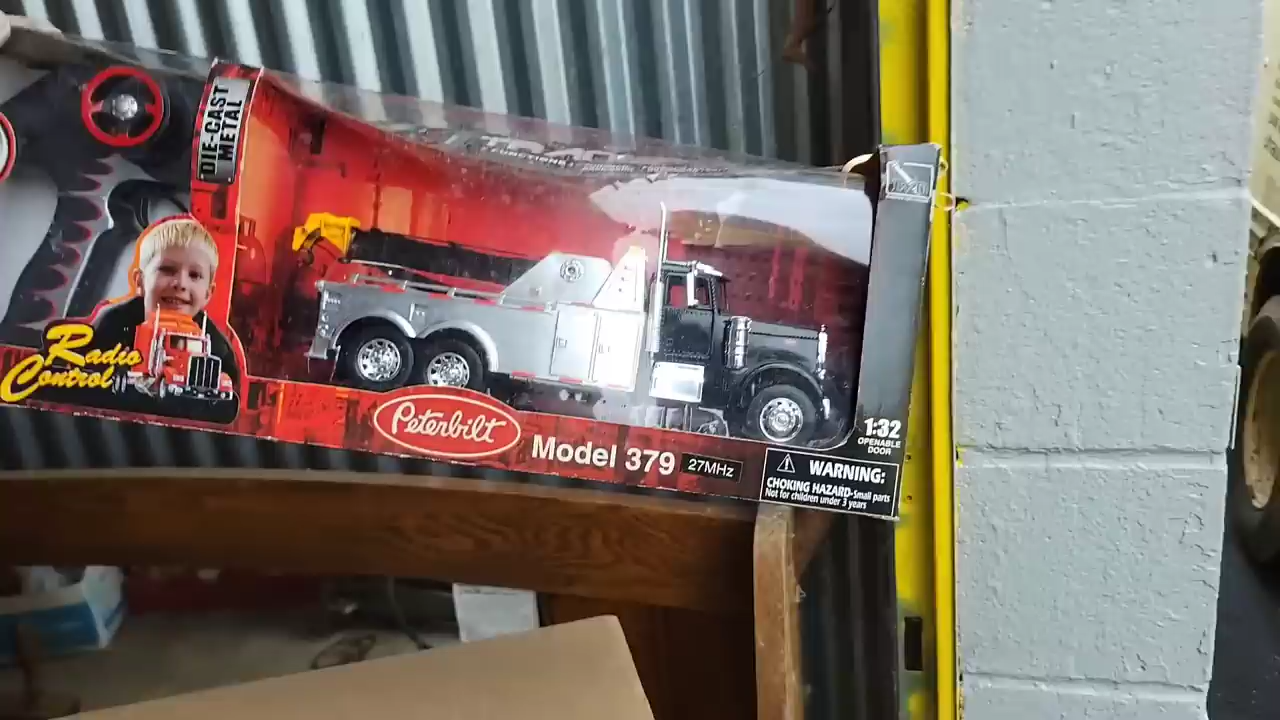 DIE-CAST
METAL
FUNCTIONS
Radio
Control
Peterbilt
Model 379
27MHz
1:32
OPENABLE
DOOR
WARNING:
CHOKING HAZARD-Small parts
Not for children under 3 years